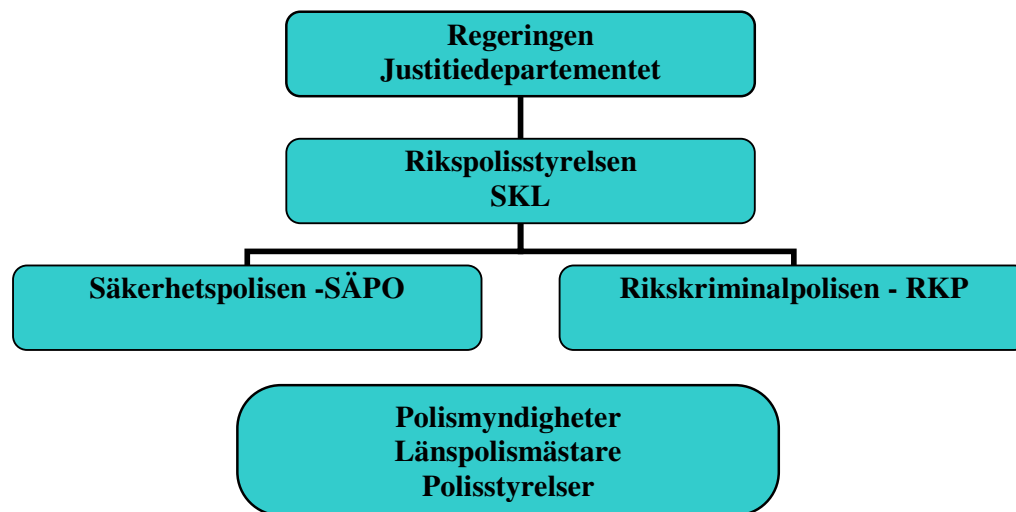 Regeringen
Justitiedepartementet
Rikspolisstyrelsen
SKL
Säkerhetspolisen -SÄPO
Rikskriminalpolisen - RKP
Polismyndigheter
Länspolismästare
Polisstyrelser